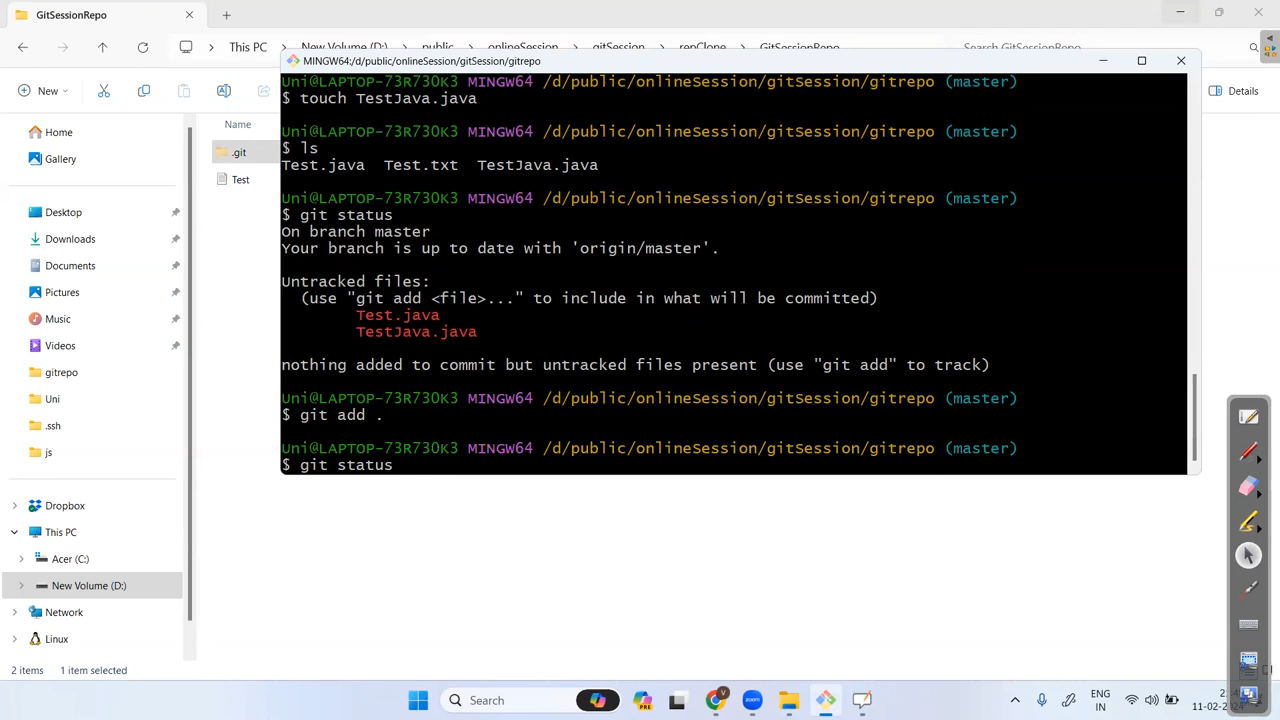 GitSessionRepo
This PC
New Volume (D:)
public
onlineSession
gitSession
repClone
GitSessionRepo
Search GitSessionRepo
New
Details
Home
Gallery
Desktop
Downloads
Documents
Pictures
Music
Videos
gitrepo
Uni
.ssh
js
Dropbox
This PC
Acer (C:)
New Volume (D:)
Network
Linux
Name
.git
Test
2 items
1 item selected
MINGW64:/d/public/onlineSession/gitSession/gitrepo
Uni@LAPTOP-73R730K3 MINGW64 /d/public/onlineSession/gitSession/gitrepo (master)
$ touch TestJava.java
Uni@LAPTOP-73R730K3 MINGW64 /d/public/onlineSession/gitSession/gitrepo (master)
$ ls
Test.java  Test.txt  TestJava.java
Uni@LAPTOP-73R730K3 MINGW64 /d/public/onlineSession/gitSession/gitrepo (master)
$ git status
On branch master
Your branch is up to date with 'origin/master'.
Untracked files:
(use "git add <file>..." to include in what will be committed)
Test.java
TestJava.java
nothing added to commit but untracked files present (use "git add" to track)
Uni@LAPTOP-73R730K3 MINGW64 /d/public/onlineSession/gitSession/gitrepo (master)
$ git add .
Uni@LAPTOP-73R730K3 MINGW64 /d/public/onlineSession/gitSession/gitrepo (master)
$ git status
Search
PRE
V
zoom
ENG
IN